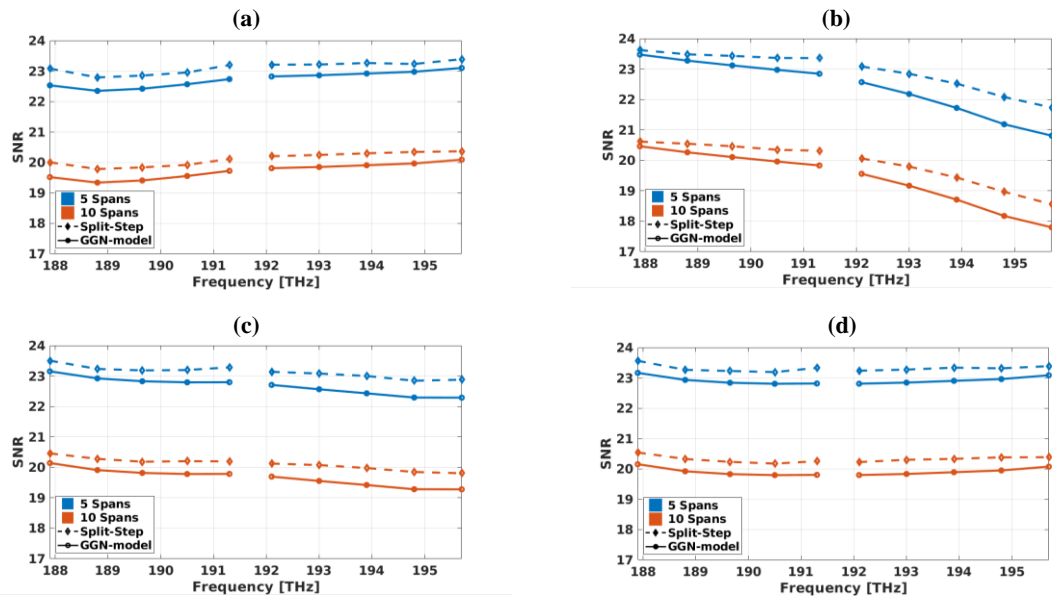 (a)
24
23
22
21
20
19
18
17
SNR
5 Spans
10 Spans
Split-Step
GGN-model
188 189 190 191 192 193 194 195
Frequency [THz]
(b)
24
23
22
21
20
19
18
17
SNR
5 Spans
10 Spans
Split-Step
GGN-model
188 189 190 191 192 193 194 195
Frequency [THz]
(c)
24
23
22
21
20
19
18
17
SNR
5 Spans
10 Spans
Split-Step
GGN-model
188 189 190 191 192 193 194 195
Frequency [THz]
(d)
24
23
22
21
20
19
18
17
SNR
5 Spans
10 Spans
Split-Step
GGN-model
188 189 190 191 192 193 194 195
Frequency [THz]